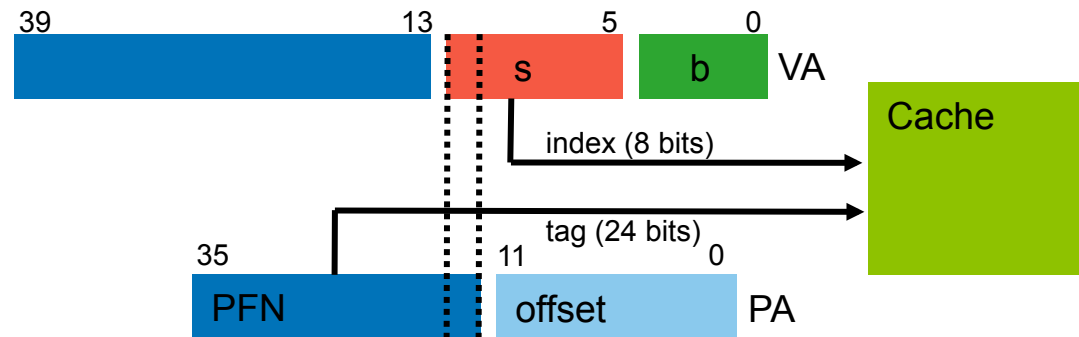 39 13 5 0
s b VA
Cache
index (8 bits)
tag (24 bits)
35 11 0
PFN offset PA